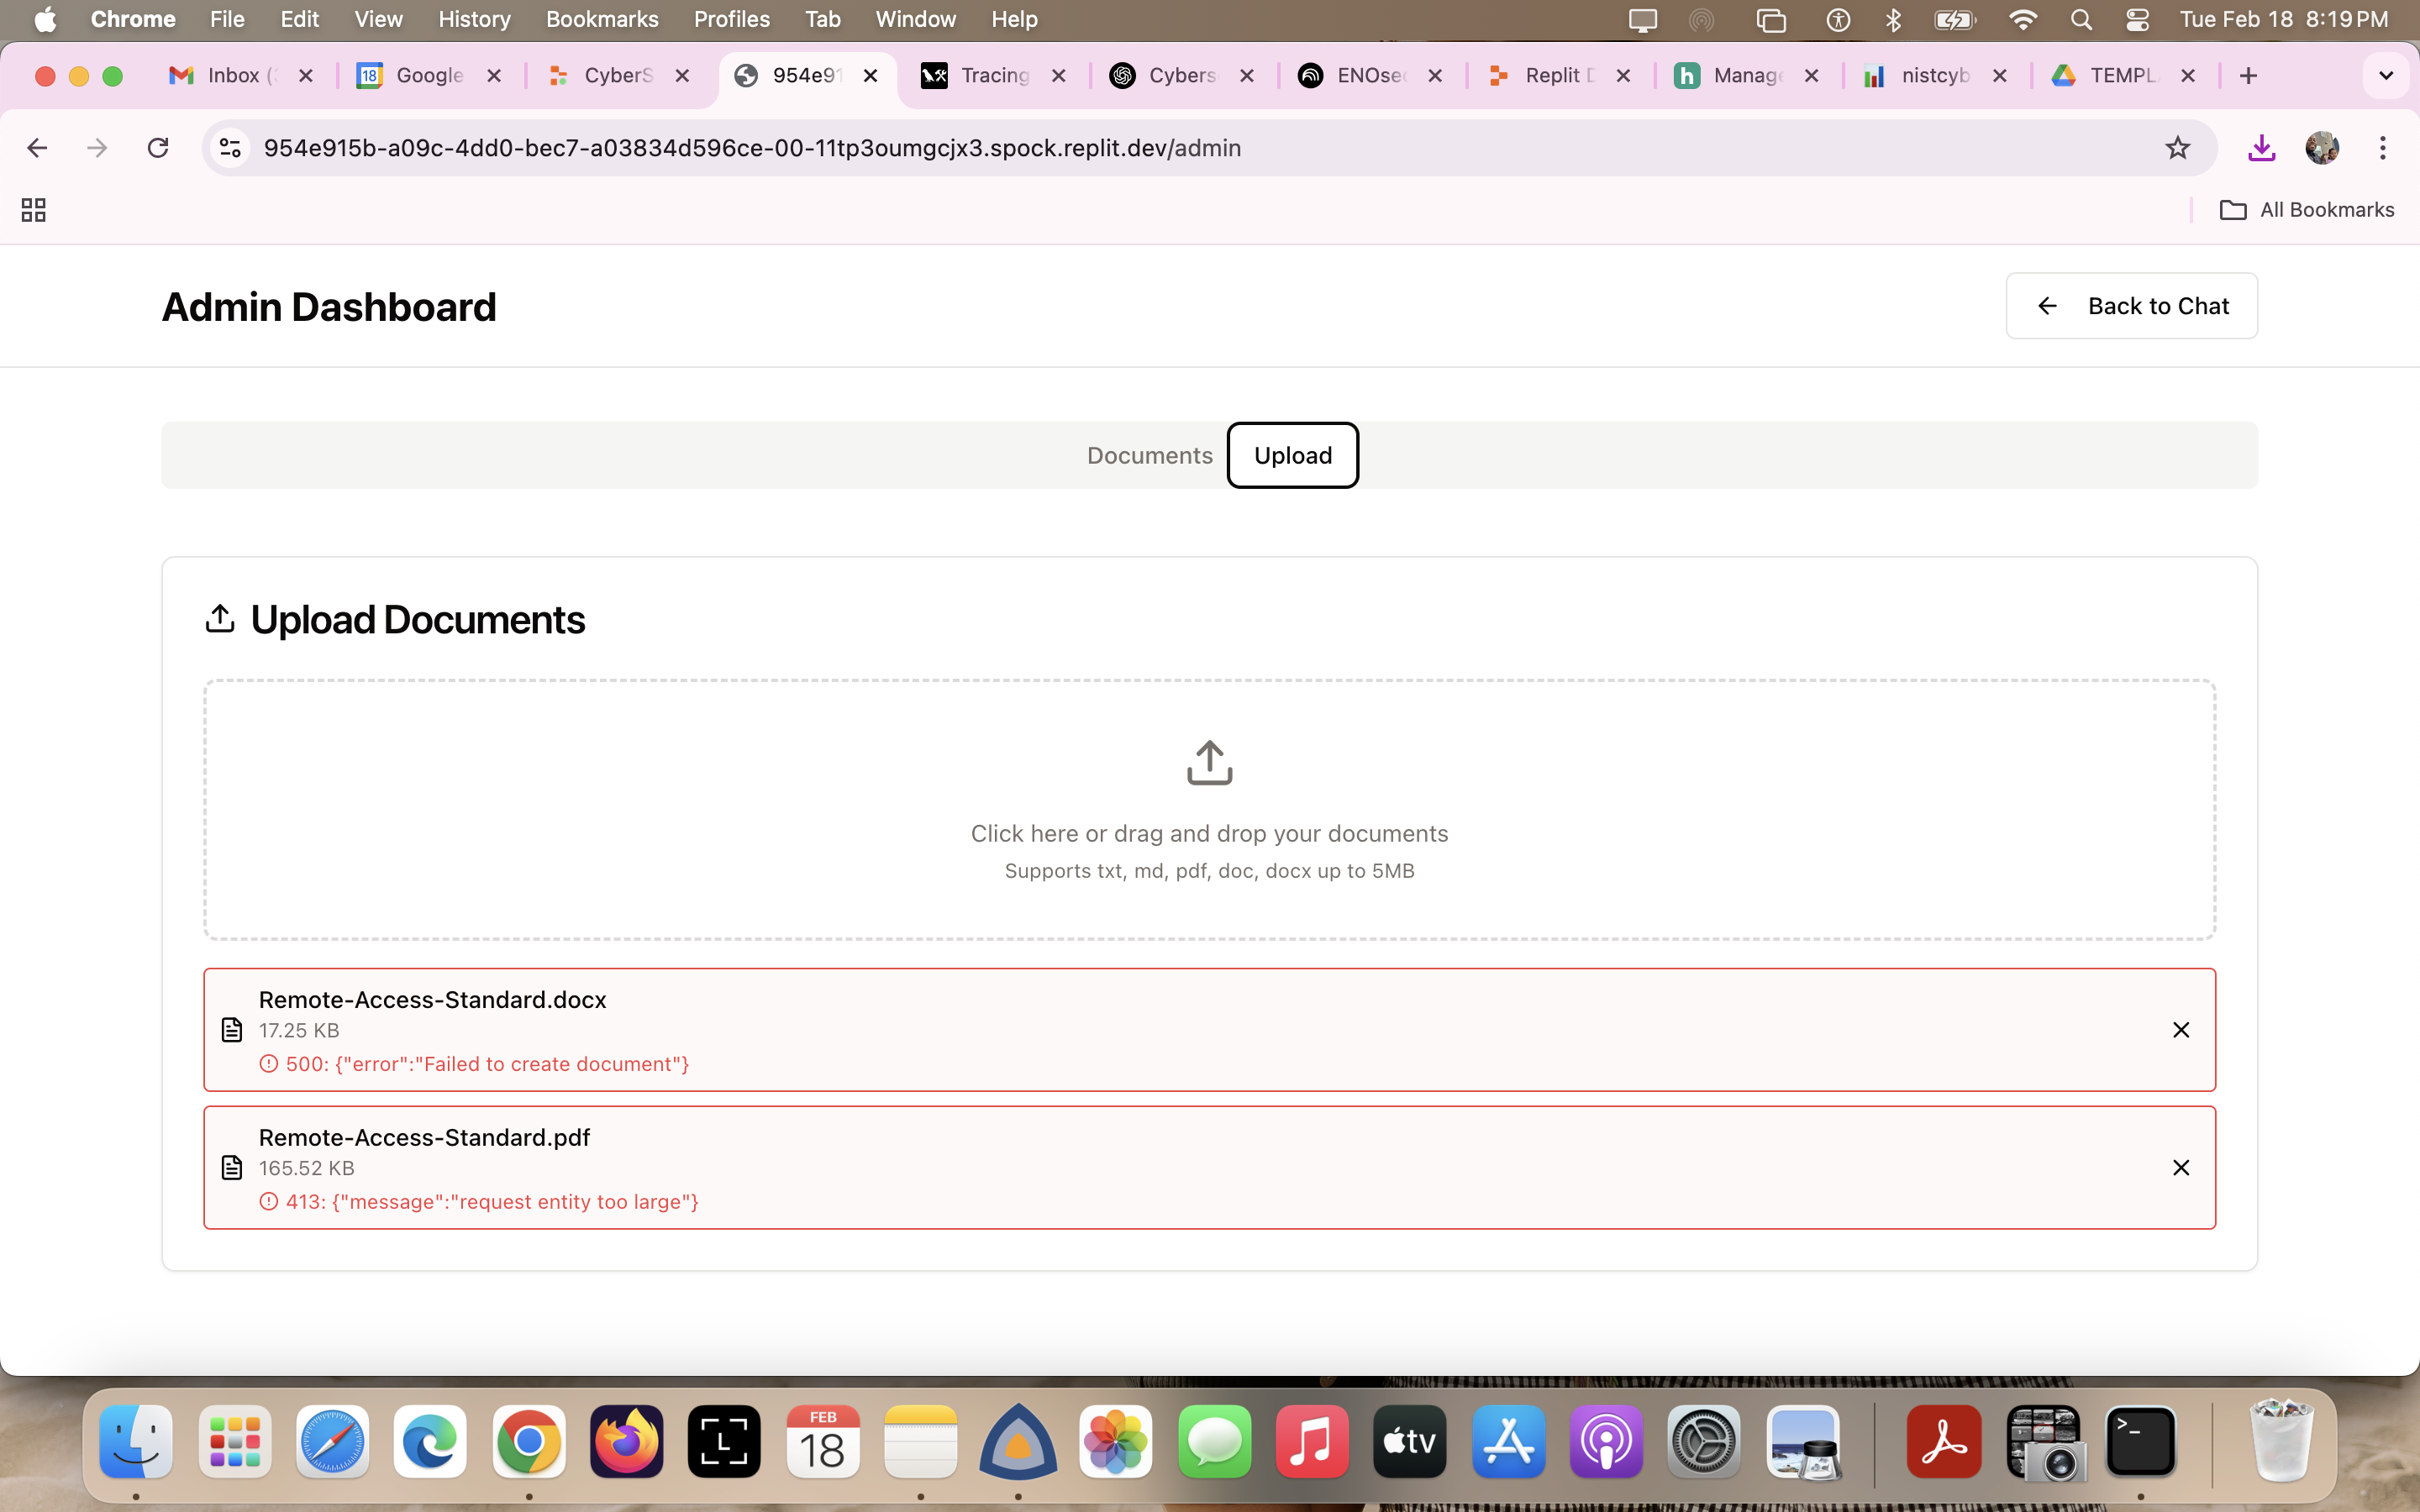 Chrome File Edit View History Bookmarks Profiles Tab Window Help Tue Feb 18 8:19 PM
Inbox ( 18 Google CyberS 954e91 Tracing Cybers ENOsec Replit D Manage nistcyb TEMPL
954e915b-a09c-4dd0-bec7-a03834d596ce-00-11tp3oumgcjx3.spock.replit.dev/admin
All Bookmarks
Admin Dashboard
Back to Chat
Documents Upload
Upload Documents
Click here or drag and drop your documents
Supports txt, md, pdf, doc, docx up to 5MB
Remote-Access-Standard.docx
17.25 KB
500: {"error":"Failed to create document"}
Remote-Access-Standard.pdf
165.52 KB
413: {"message":"request entity too large"}
FEB
18
L
tv
>_